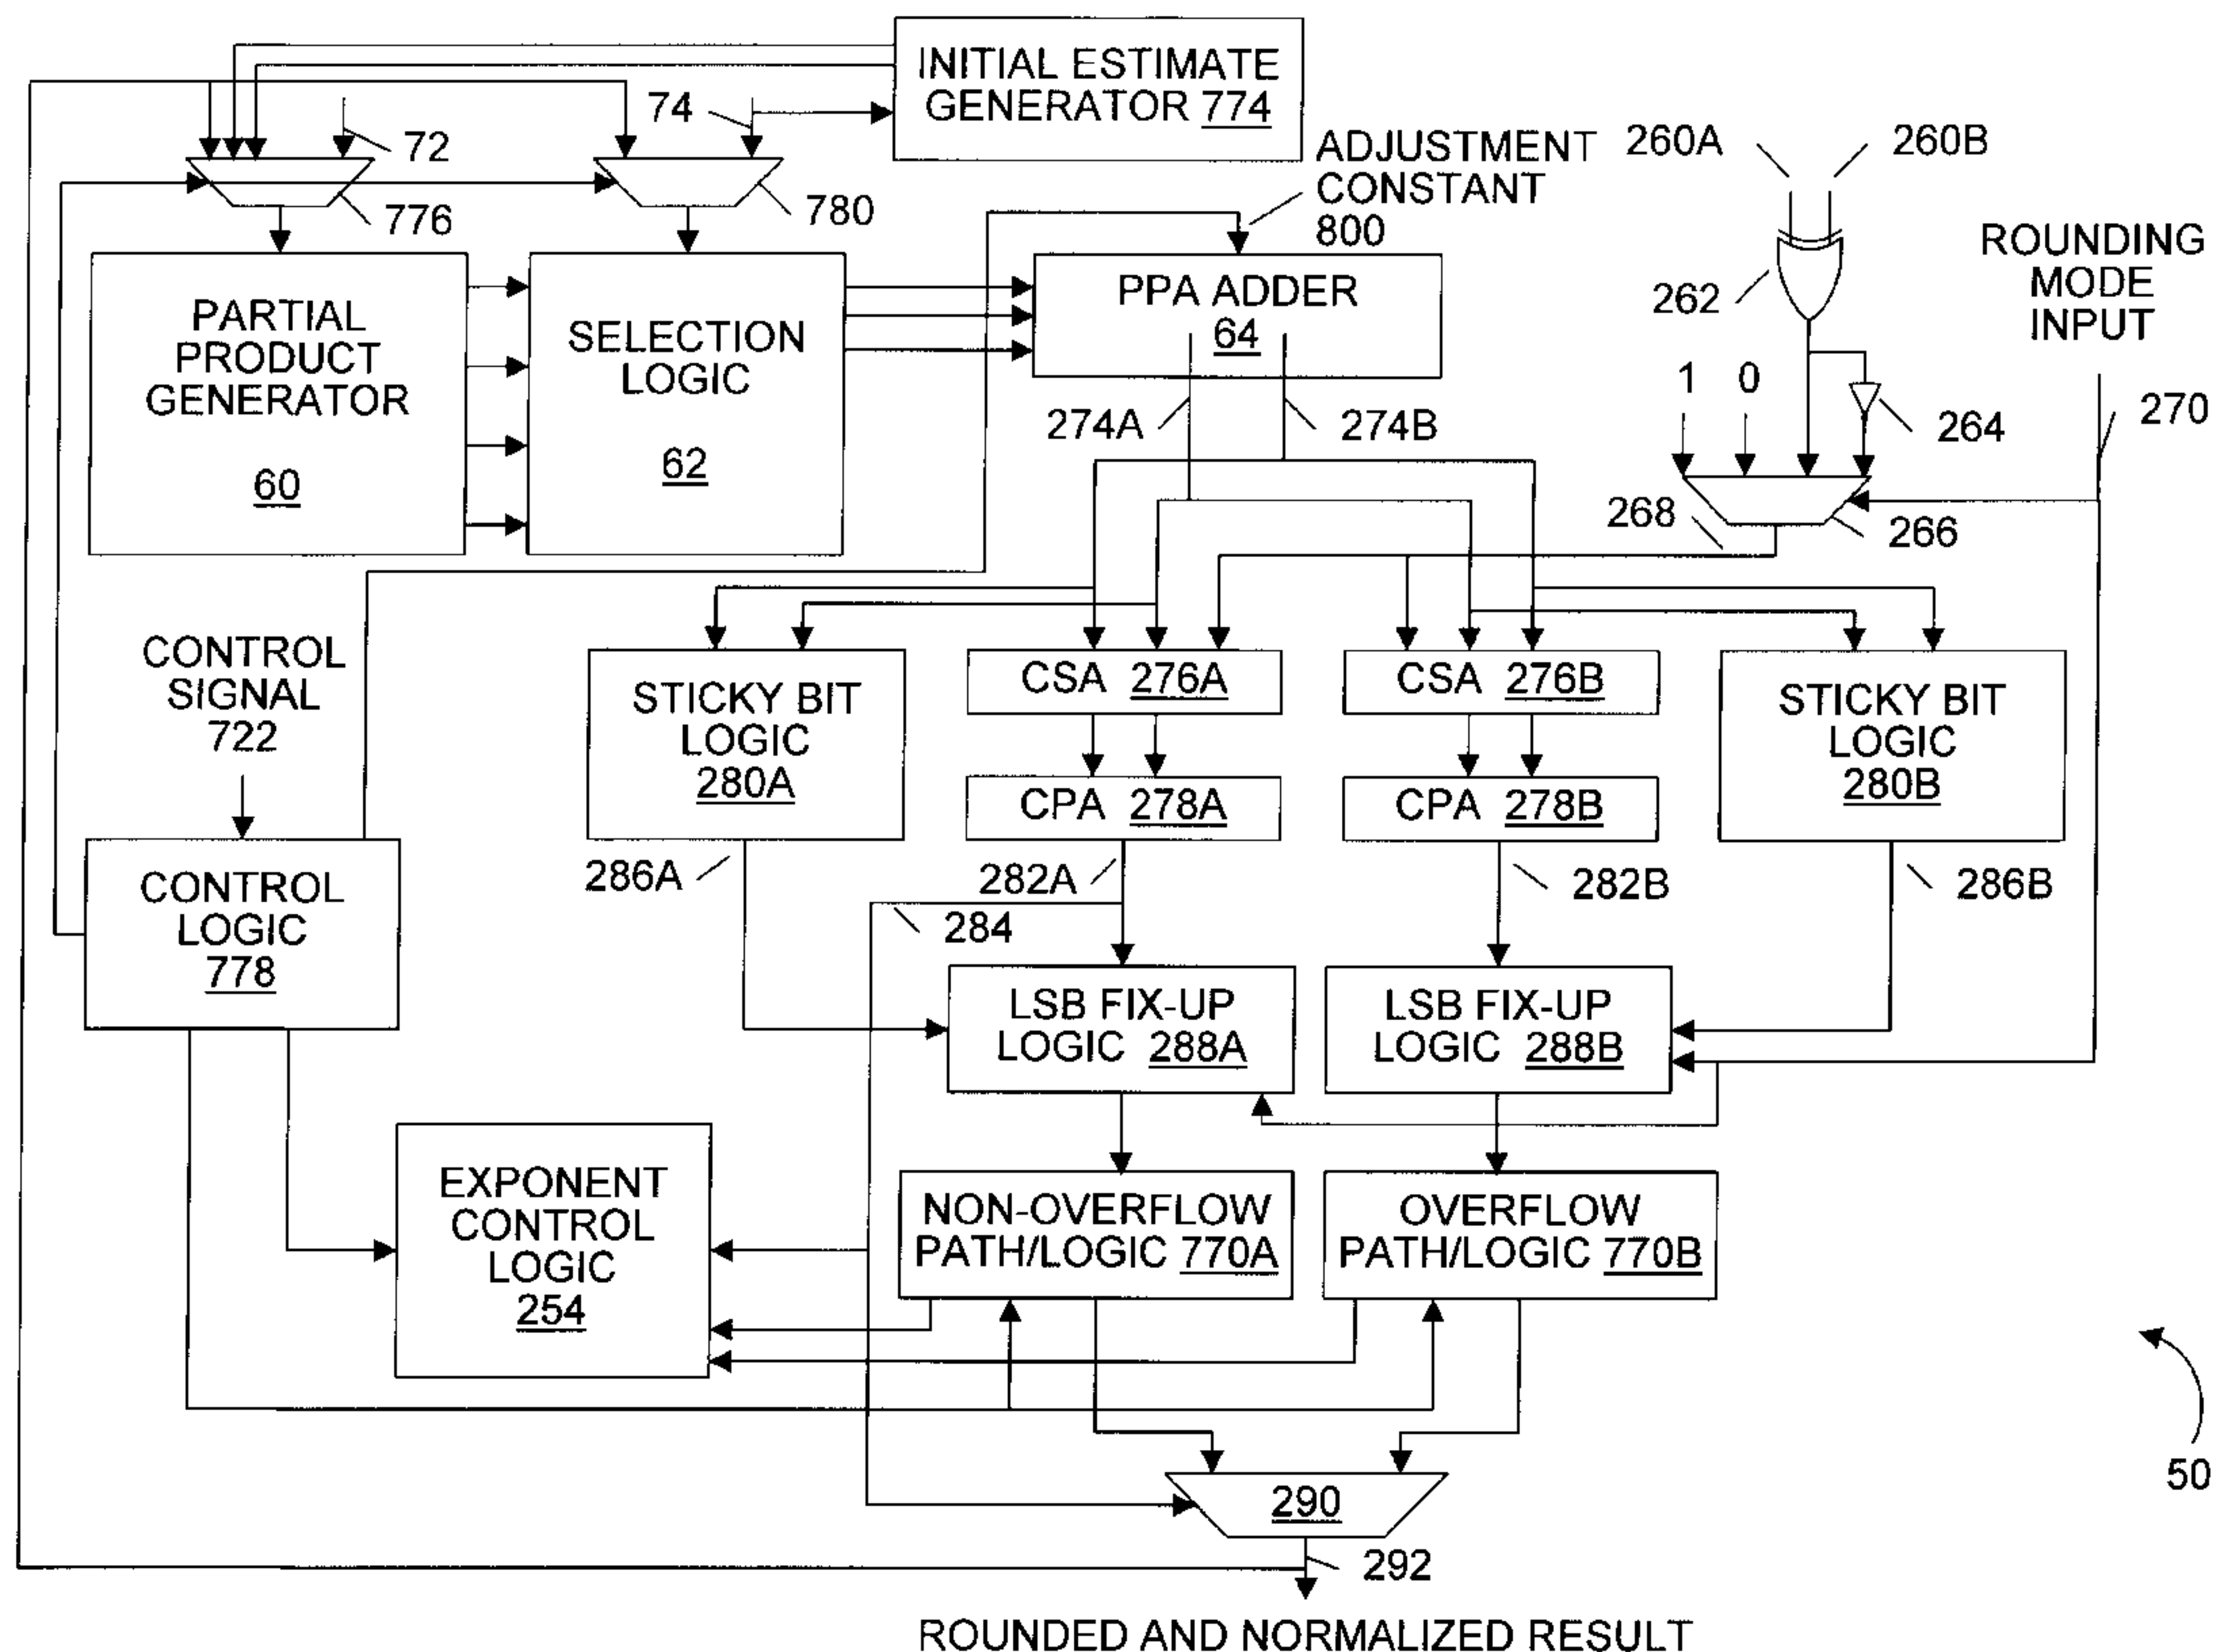 INITIAL ESTIMATE
GENERATOR 774
74
72
ADJUSTMENT
CONSTANT
800
260A
260B
776
780
ROUNDING
MODE
INPUT
262
PARTIAL
PRODUCT
GENERATOR
60
SELECTION
LOGIC
62
PPA ADDER
64
1
0
274A
274B
264
270
268
266
CONTROL
SIGNAL
722
STICKY BIT
LOGIC
280A
CSA 276A
CSA 276B
STICKY BIT
LOGIC
280B
CPA 278A
CPA 278B
286A
282A
282B
286B
284
CONTROL
LOGIC
778
LSB FIX-UP
LOGIC 288A
LSB FIX-UP
LOGIC 288B
EXPONENT
CONTROL
LOGIC
254
NON-OVERFLOW
PATH/LOGIC 770A
OVERFLOW
PATH/LOGIC 770B
50
290
292
ROUNDED AND NORMALIZED RESULT